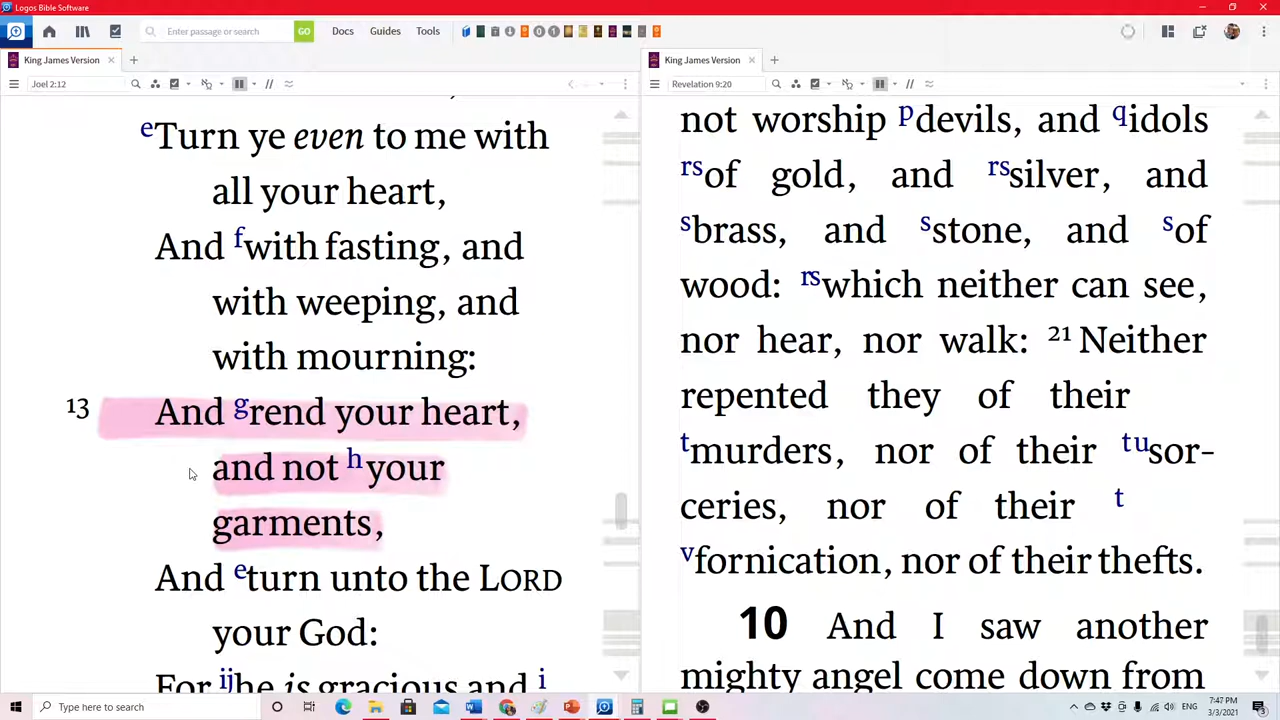 Logos Bible Software
Enter passage or search
GO
Docs
Guides
Tools
King James Version
Joel 2:12
eTurn ye even to me with
all your heart,
And fwith fasting, and
with weeping, and
with mourning:
13 And grend your heart,
and not hyour
garments,
And eturn unto the LORD
your God:
For ijhe is gracious and i
King James Version
Revelation 9:20
not worship pdevils, and qidols
rsof gold, and rssilver, and
sbrass, and sstone, and sof
wood: rswhich neither can see,
nor hear, nor walk: 21 Neither
repented they of their
tmurders, nor of their tusor-
ceries, nor of their t
vfornication, nor of their thefts.
10 And I saw another
mighty angel come down from
Type here to search
ENG
7:47 PM
3/3/2021